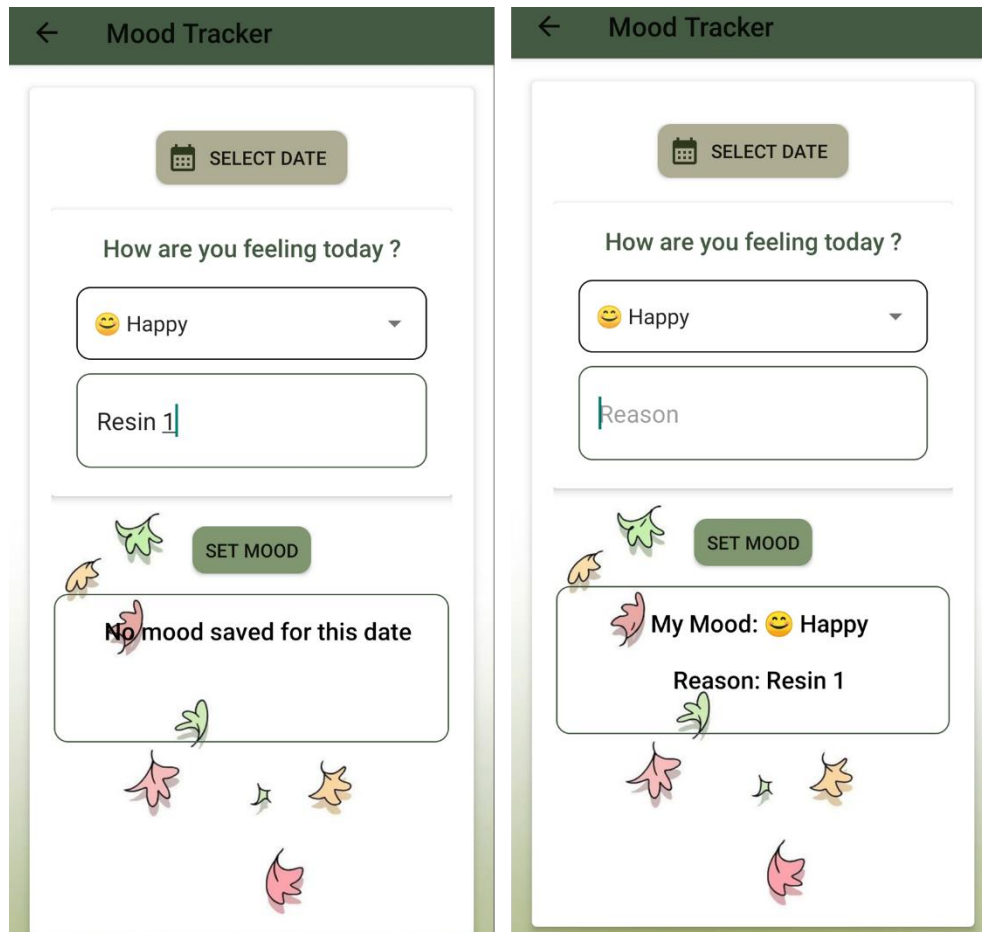 Mood Tracker
SELECT DATE
How are you feeling today ?
😊 Happy
Resin 1
SET MOOD
No mood saved for this date
Mood Tracker
SELECT DATE
How are you feeling today ?
😊 Happy
Reason
SET MOOD
My Mood: 😊 Happy
Reason: Resin 1